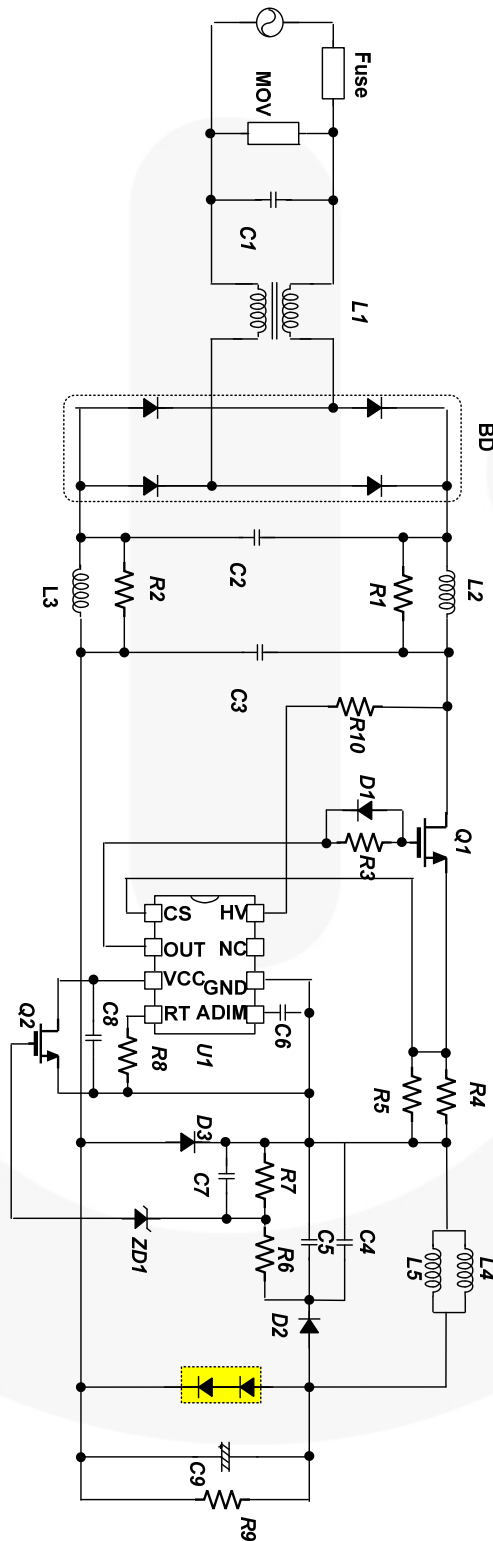 Fuse
MOV
C1
L1
BD
C2
R2
R1
L3
L2
C3
R10
D1
R3
Q1
CS
HV
OUT
NC
VCC
GND
RT
ADIM
U1
C8
R8
Q2
C6
R5
R4
D3
C7
R7
R6
ZD1
C5
C4
L5
L4
D2
C9
R9